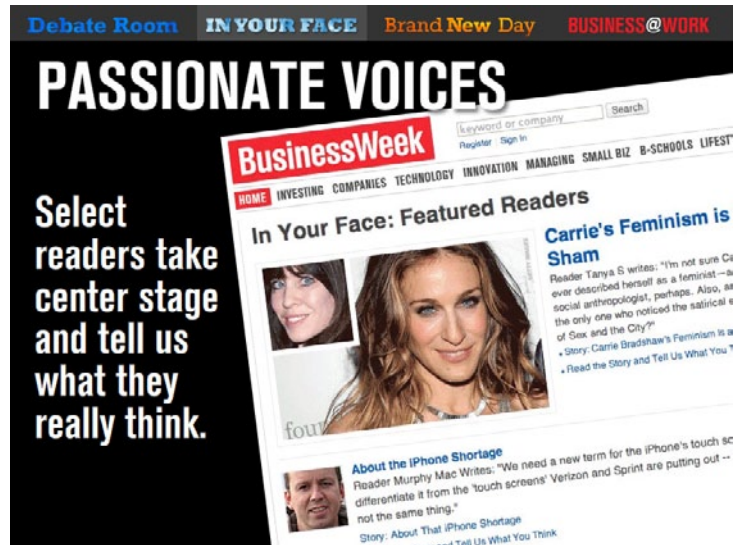 Debate Room IN YOUR FACE Brand New Day BUSINESS@WORK
PASSIONATE VOICES
Select
readers take
center stage
and tell us
what they
really think.
keyword or company Search
Register Sign In
BusinessWeek
HOME INVESTING COMPANIES TECHNOLOGY INNOVATION MANAGING SMALL BIZ B-SCHOOLS LIFEST
In Your Face: Featured Readers
Carrie's Feminism is
Sham
Reader Tanya S writes: "I'm not sure Ca
ever described herself as a feminist—a
social anthropologist, perhaps. Also, a
the only one who noticed the satirical e
of Sex and the City?"
• Story: Carrie Bradshaw's Feminism is a
• Read the Story and Tell Us What You T
four
About the iPhone Shortage
Reader Murphy Mac Writes: "We need a new term for the iPhone's touch sc
differentiate it from the 'touch screens' Verizon and Sprint are putting out --
not the same thing."
Story: About That iPhone Shortage
and Tell Us What You Think